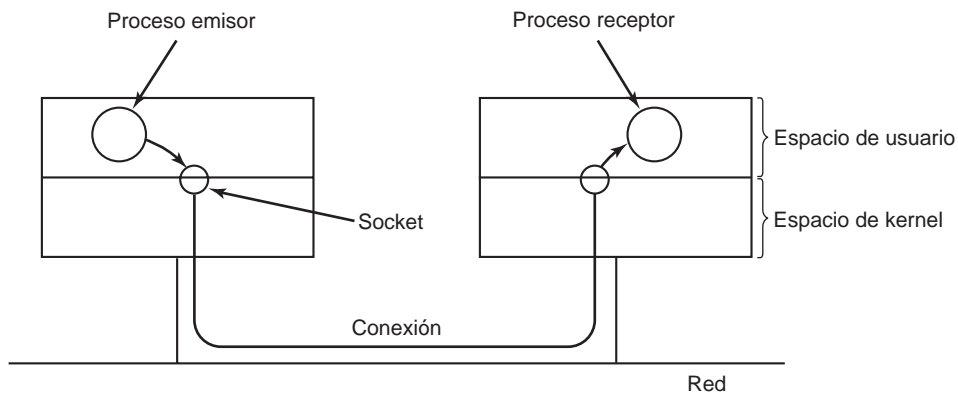 Proceso emisor
Proceso receptor
Espacio de usuario
Socket
Espacio de kernel
Conexión
Red